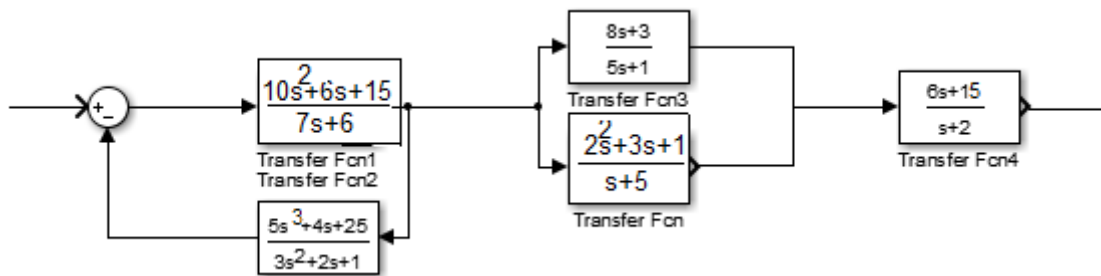 +
-
10s²+6s+15
7s+6
Transfer Fcn1
Transfer Fcn2
5s³+4s+25
3s²+2s+1
8s+3
5s+1
Transfer Fcn3
2s²+3s+1
s+5
Transfer Fcn
6s+15
s+2
Transfer Fcn4